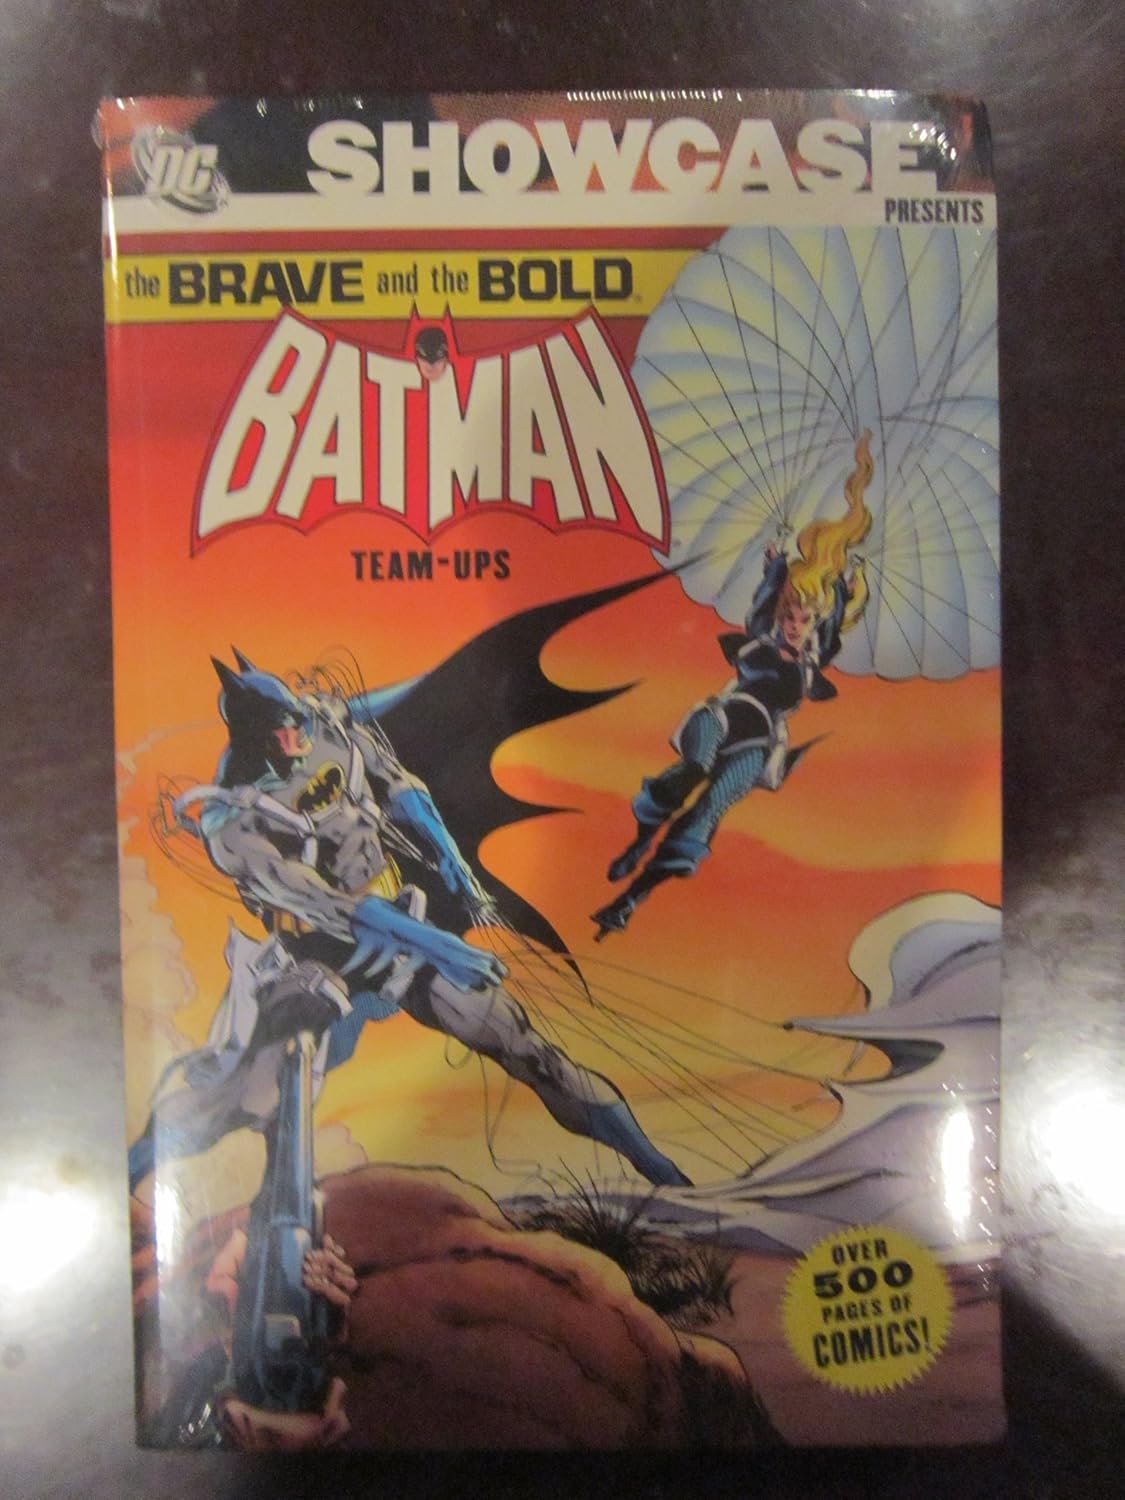 DC
SHOWCASE
PRESENTS
the BRAVE and the BOLD
BATMAN
TEAM-UPS
OVER
500
PAGES OF
COMICS!